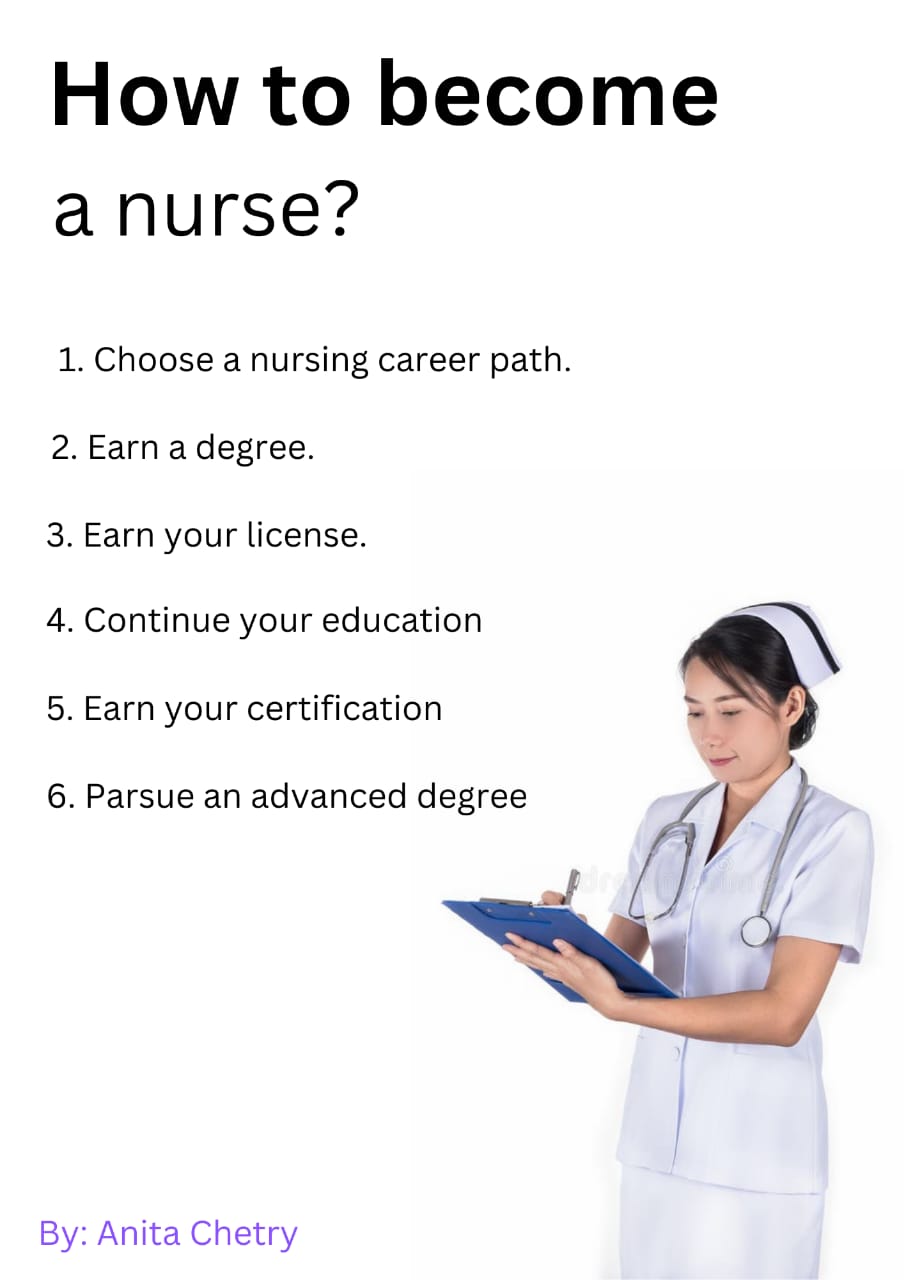 How to become
a nurse?
1. Choose a nursing career path.
2. Earn a degree.
3. Earn your license.
4. Continue your education
5. Earn your certification
6. Parsue an advanced degree
By: Anita Chetry